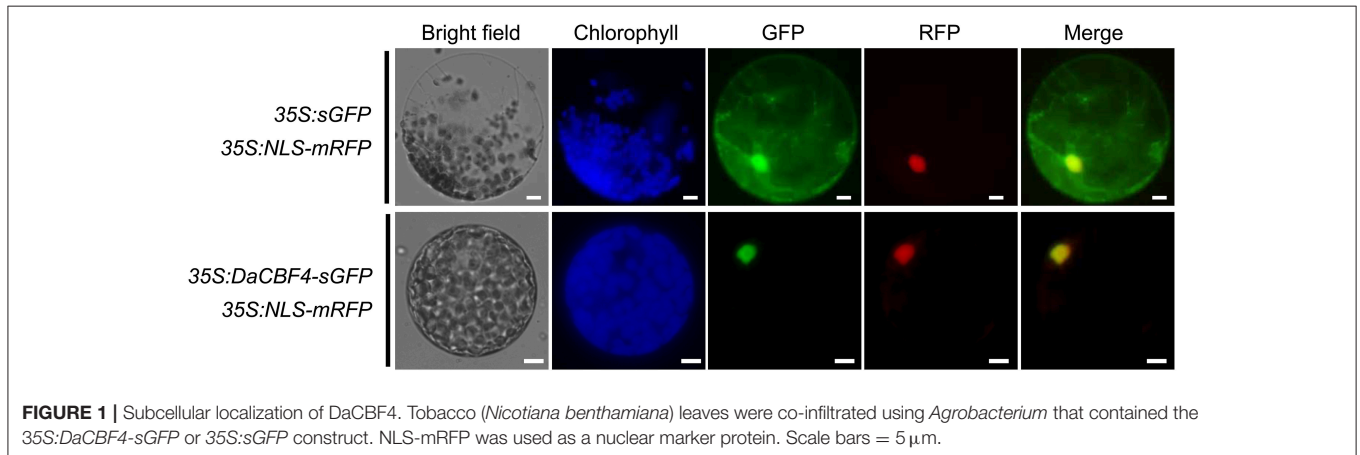 Bright field Chlorophyll GFP RFP Merge
35S:sGFP
35S:NLS-mRFP
35S:DaCBF4-sGFP
35S:NLS-mRFP
FIGURE 1 | Subcellular localization of DaCBF4. Tobacco (Nicotiana benthamiana) leaves were co-infiltrated using Agrobacterium that contained the
35S:DaCBF4-sGFP or 35S:sGFP construct. NLS-mRFP was used as a nuclear marker protein. Scale bars = 5 μm.